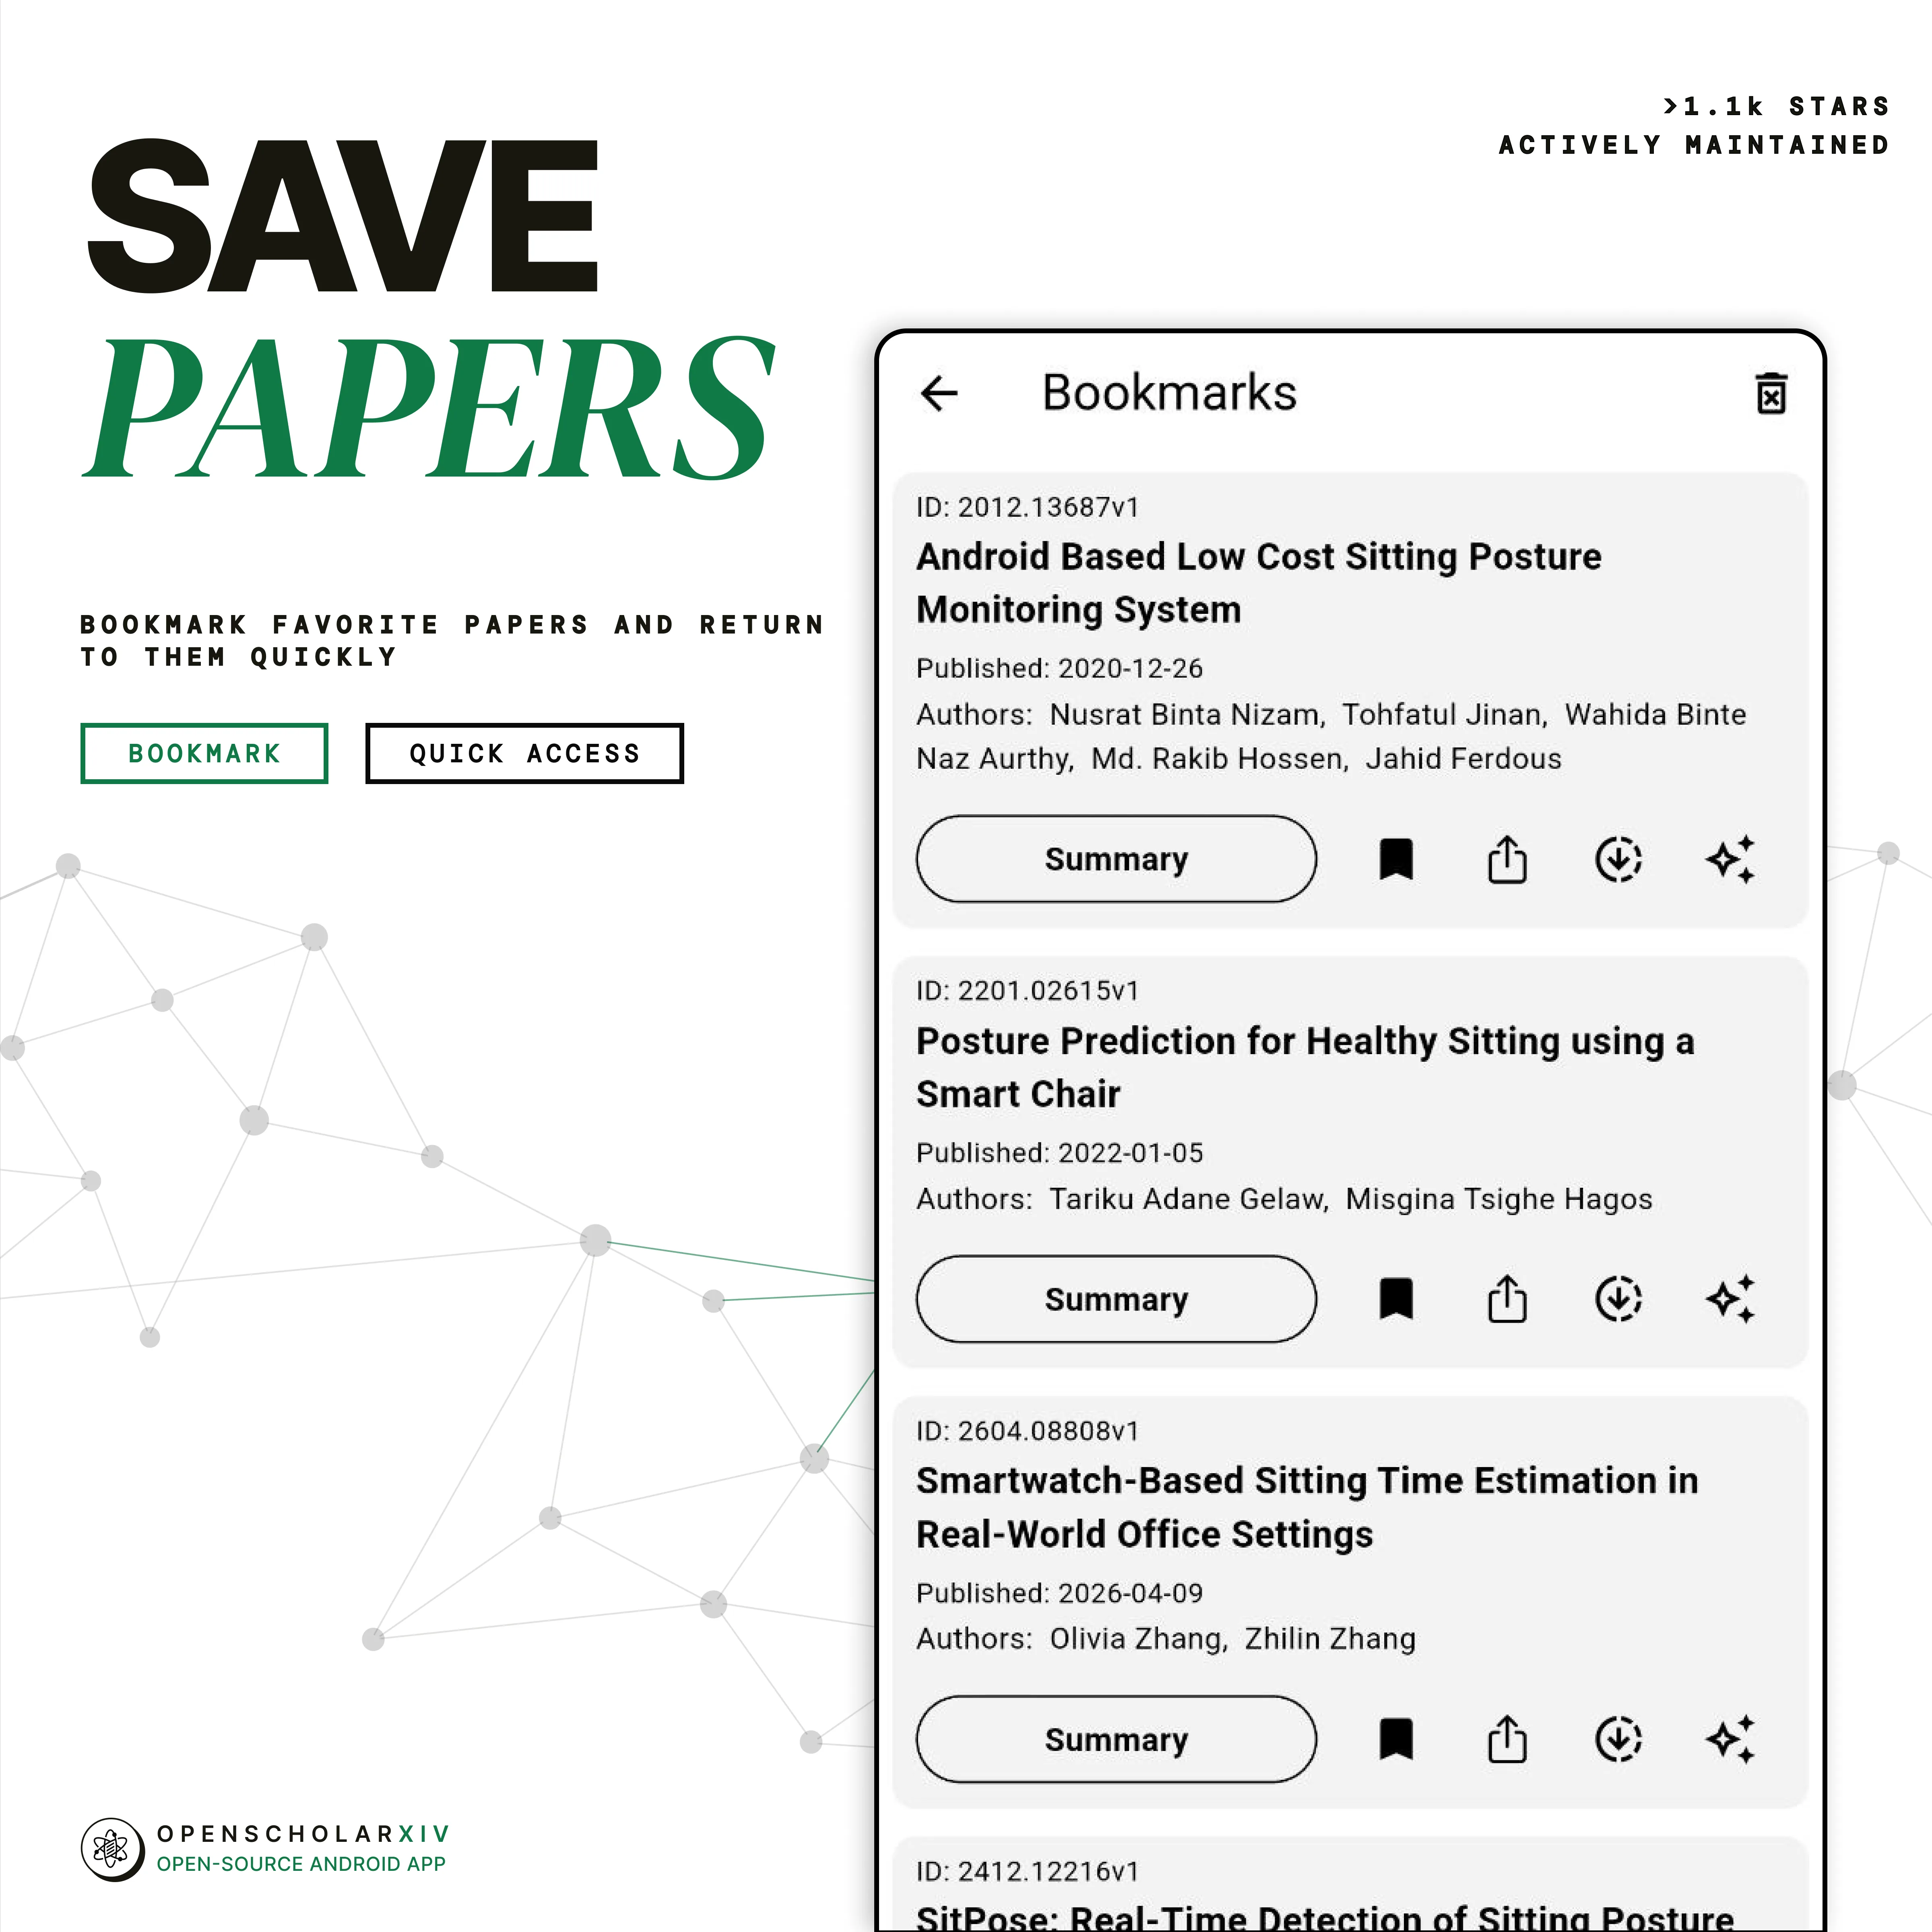 >1.1k STARS
ACTIVELY MAINTAINED
SAVE
PAPERS
BOOKMARK FAVORITE PAPERS AND RETURN
TO THEM QUICKLY
BOOKMARK
QUICK ACCESS
Bookmarks
ID: 2012.13687v1
Android Based Low Cost Sitting Posture
Monitoring System
Published: 2020-12-26
Authors: Nusrat Binta Nizam, Tohfatul Jinan, Wahida Binte
Naz Aurthy, Md. Rakib Hossen, Jahid Ferdous
Summary
ID: 2201.02615v1
Posture Prediction for Healthy Sitting using a
Smart Chair
Published: 2022-01-05
Authors: Tariku Adane Gelaw, Misgina Tsighe Hagos
Summary
ID: 2604.08808v1
Smartwatch-Based Sitting Time Estimation in
Real-World Office Settings
Published: 2026-04-09
Authors: Olivia Zhang, Zhilin Zhang
Summary
ID: 2412.12216v1
SitPose: Real-Time Detection of Sitting Posture
OPENSCHOLARXIV
OPEN-SOURCE ANDROID APP